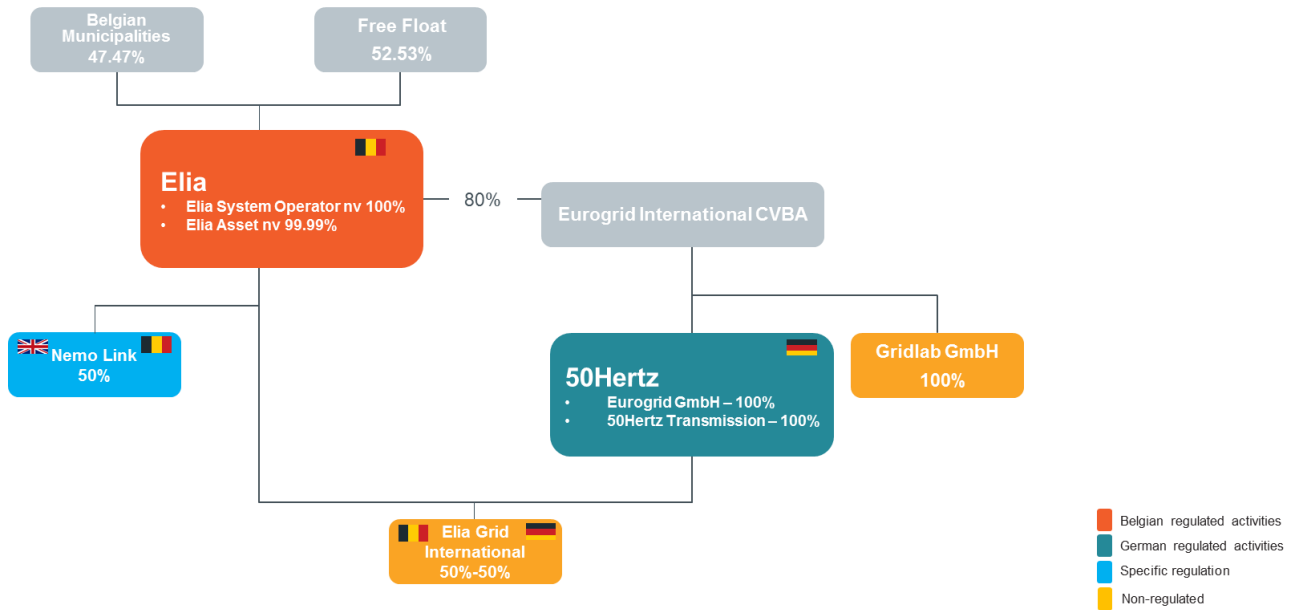 Belgian
Municipalities
47.47%
Free Float
52.53%
Elia
• Elia System Operator nv 100%
• Elia Asset nv 99.99%
80%
Eurogrid International CVBA
Nemo Link
50%
50Hertz
• Eurogrid GmbH – 100%
• 50Hertz Transmission – 100%
Gridlab GmbH
100%
Elia Grid
International
50%-50%
Belgian regulated activities
German regulated activities
Specific regulation
Non-regulated